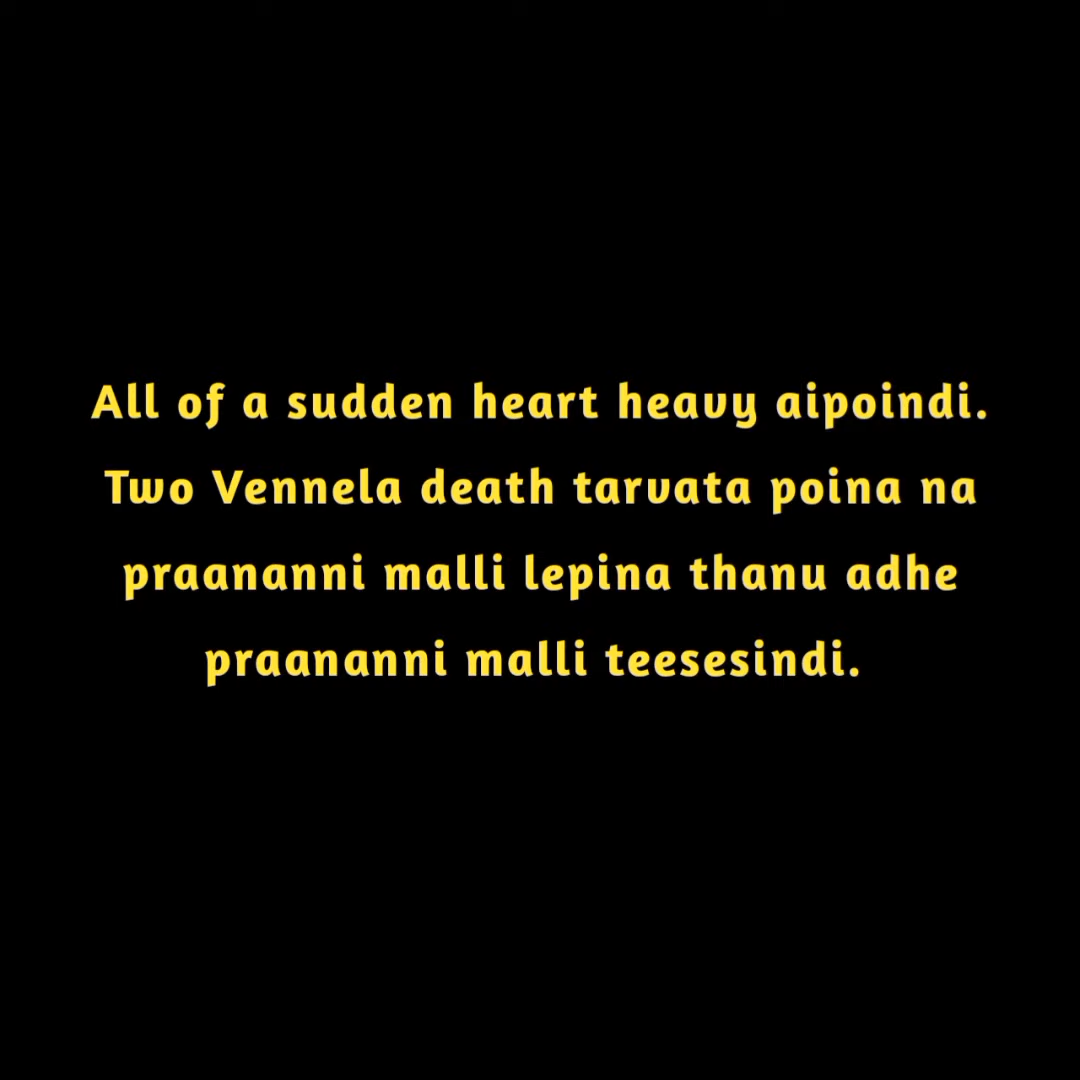 All of a sudden heart heavy aipoindi.
Two Vennela death tarvata poina na
praananni malli lepina thanu adhe
praananni malli teesesindi.